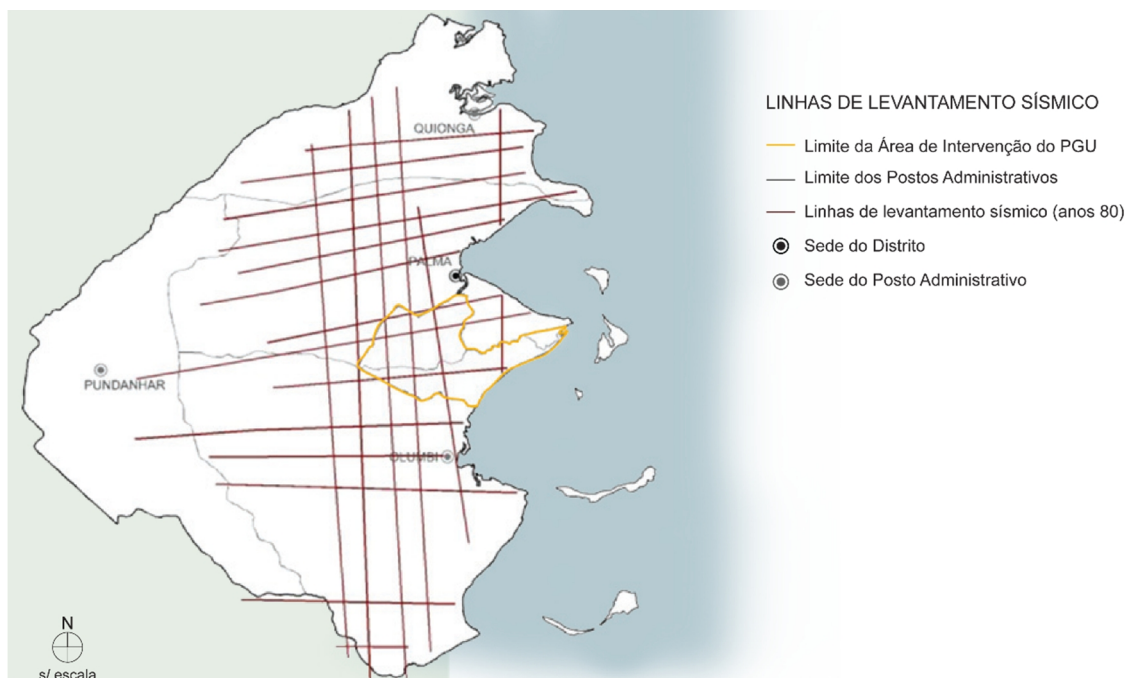 LINHAS DE LEVANTAMENTO SÍSMICO
Limite da Área de Intervenção do PGU
Limite dos Postos Administrativos
Linhas de levantamento sísmico (anos 80)
Sede do Distrito
Sede do Posto Administrativo
QUIONGA
PALMA
PUNDANHAR
OLUMBI
N
s/ escala